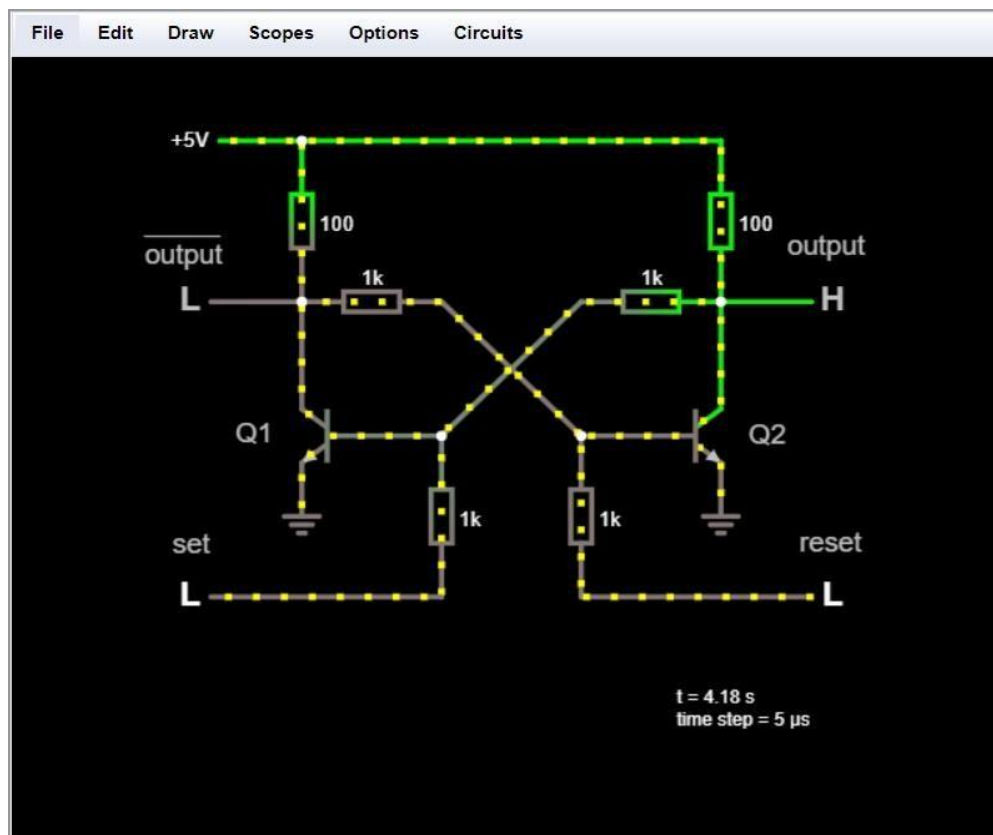 File Edit Draw Scopes Options Circuits
+5V
100
100
output
output
1k
1k
L
H
Q1
Q2
1k
1k
set
reset
L
L
t = 4.18 s
time step = 5 µs